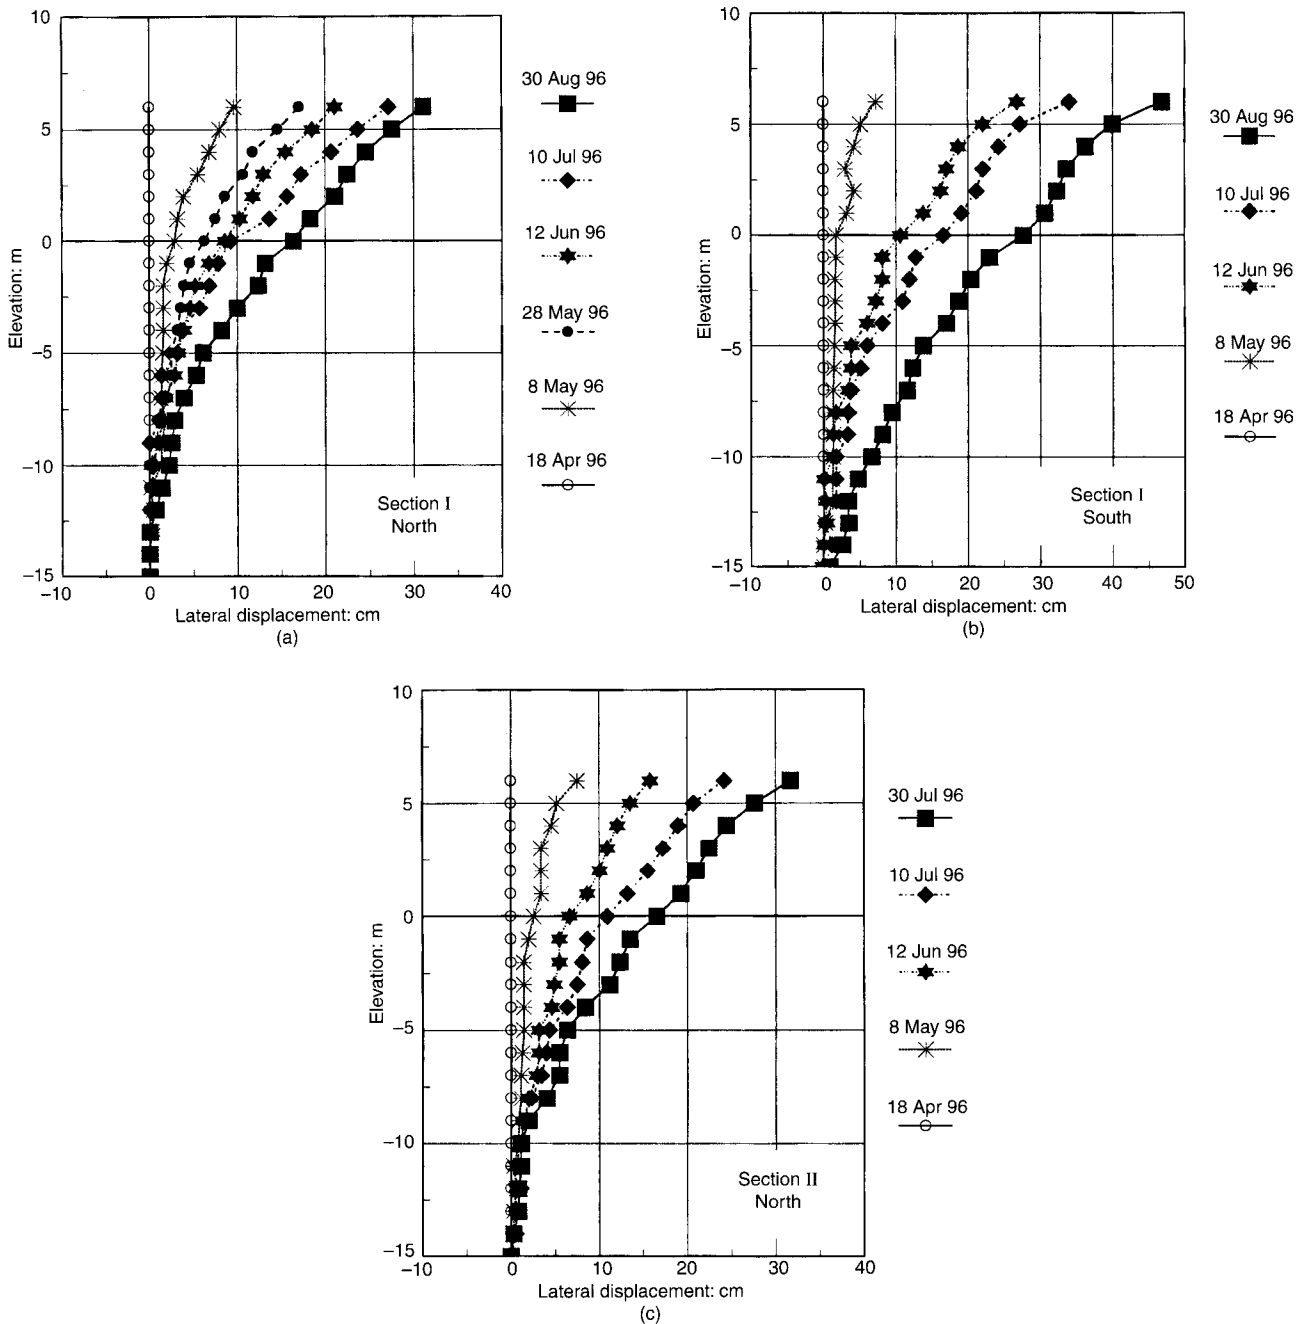 10
5
0
−5
−10
−15
Elevation: m
−10
0
10
20
30
40
Lateral displacement: cm
(a)
Section I
North
30 Aug 96
10 Jul 96
12 Jun 96
28 May 96
8 May 96
18 Apr 96
10
5
0
−5
−10
−15
Elevation: m
−10
0
10
20
30
40
50
Lateral displacement: cm
(b)
Section I
South
30 Aug 96
10 Jul 96
12 Jun 96
8 May 96
18 Apr 96
10
5
0
−5
−10
−15
Elevation: m
−10
0
10
20
30
40
Lateral displacement: cm
(c)
Section II
North
30 Jul 96
10 Jul 96
12 Jun 96
8 May 96
18 Apr 96